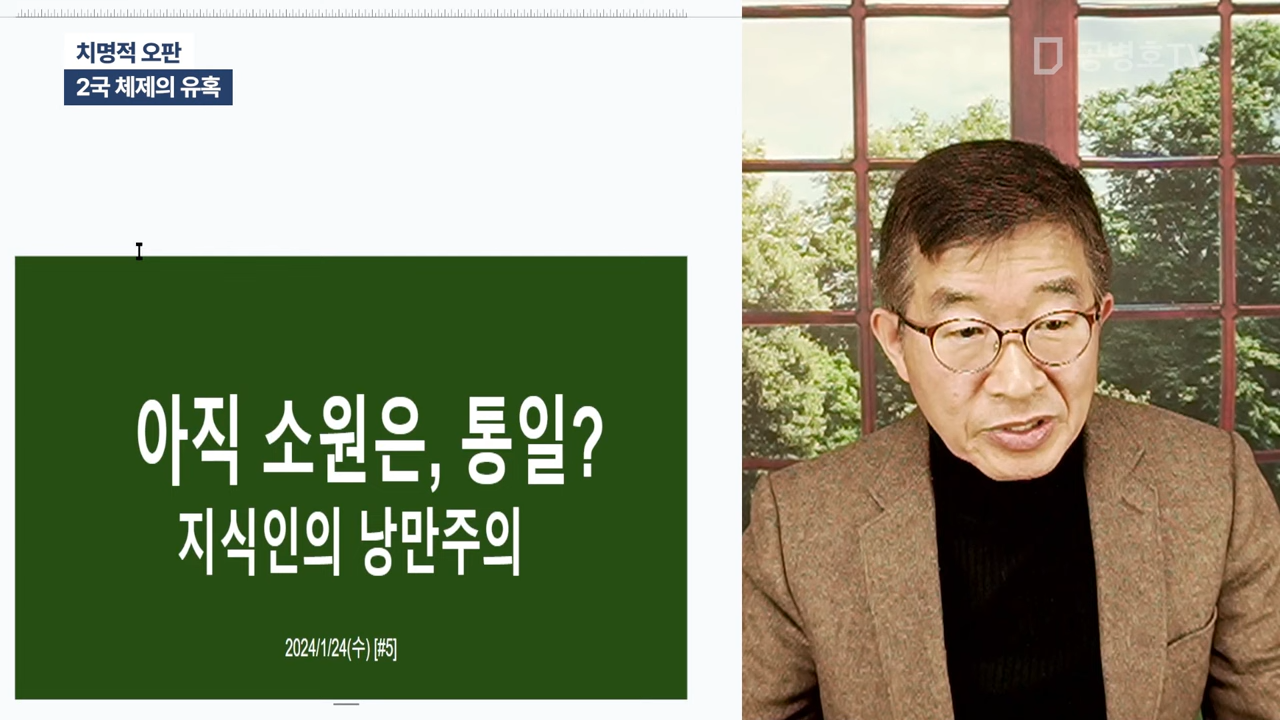 치명적 오판
2국 체제의 유혹
공병호TV
아직 소원은, 통일?
지식인의 낭만주의
2024/1/24(수) [#5]